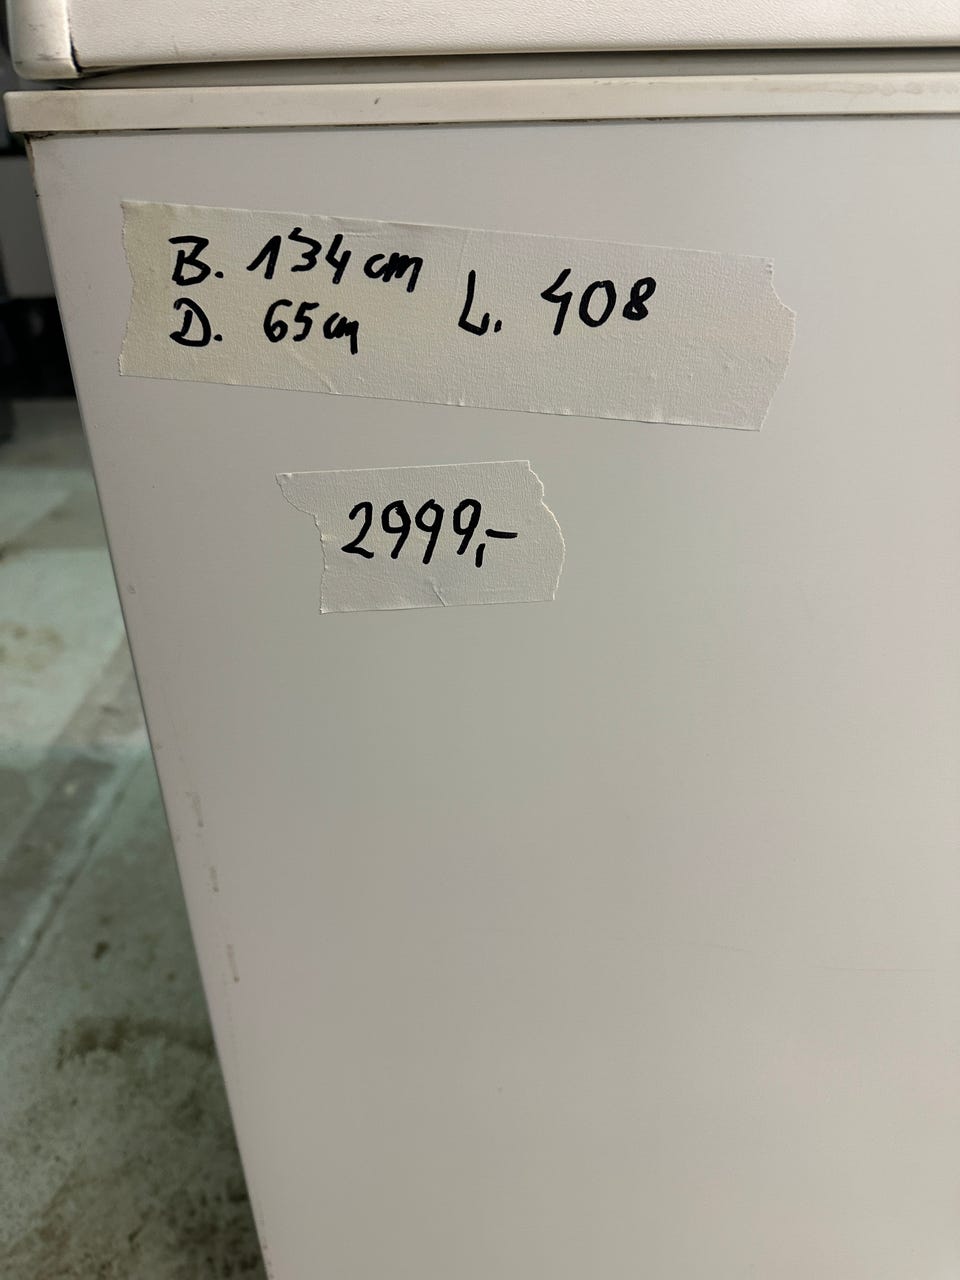 B. 134 cm
D. 65 cm
L. 408
2999,-